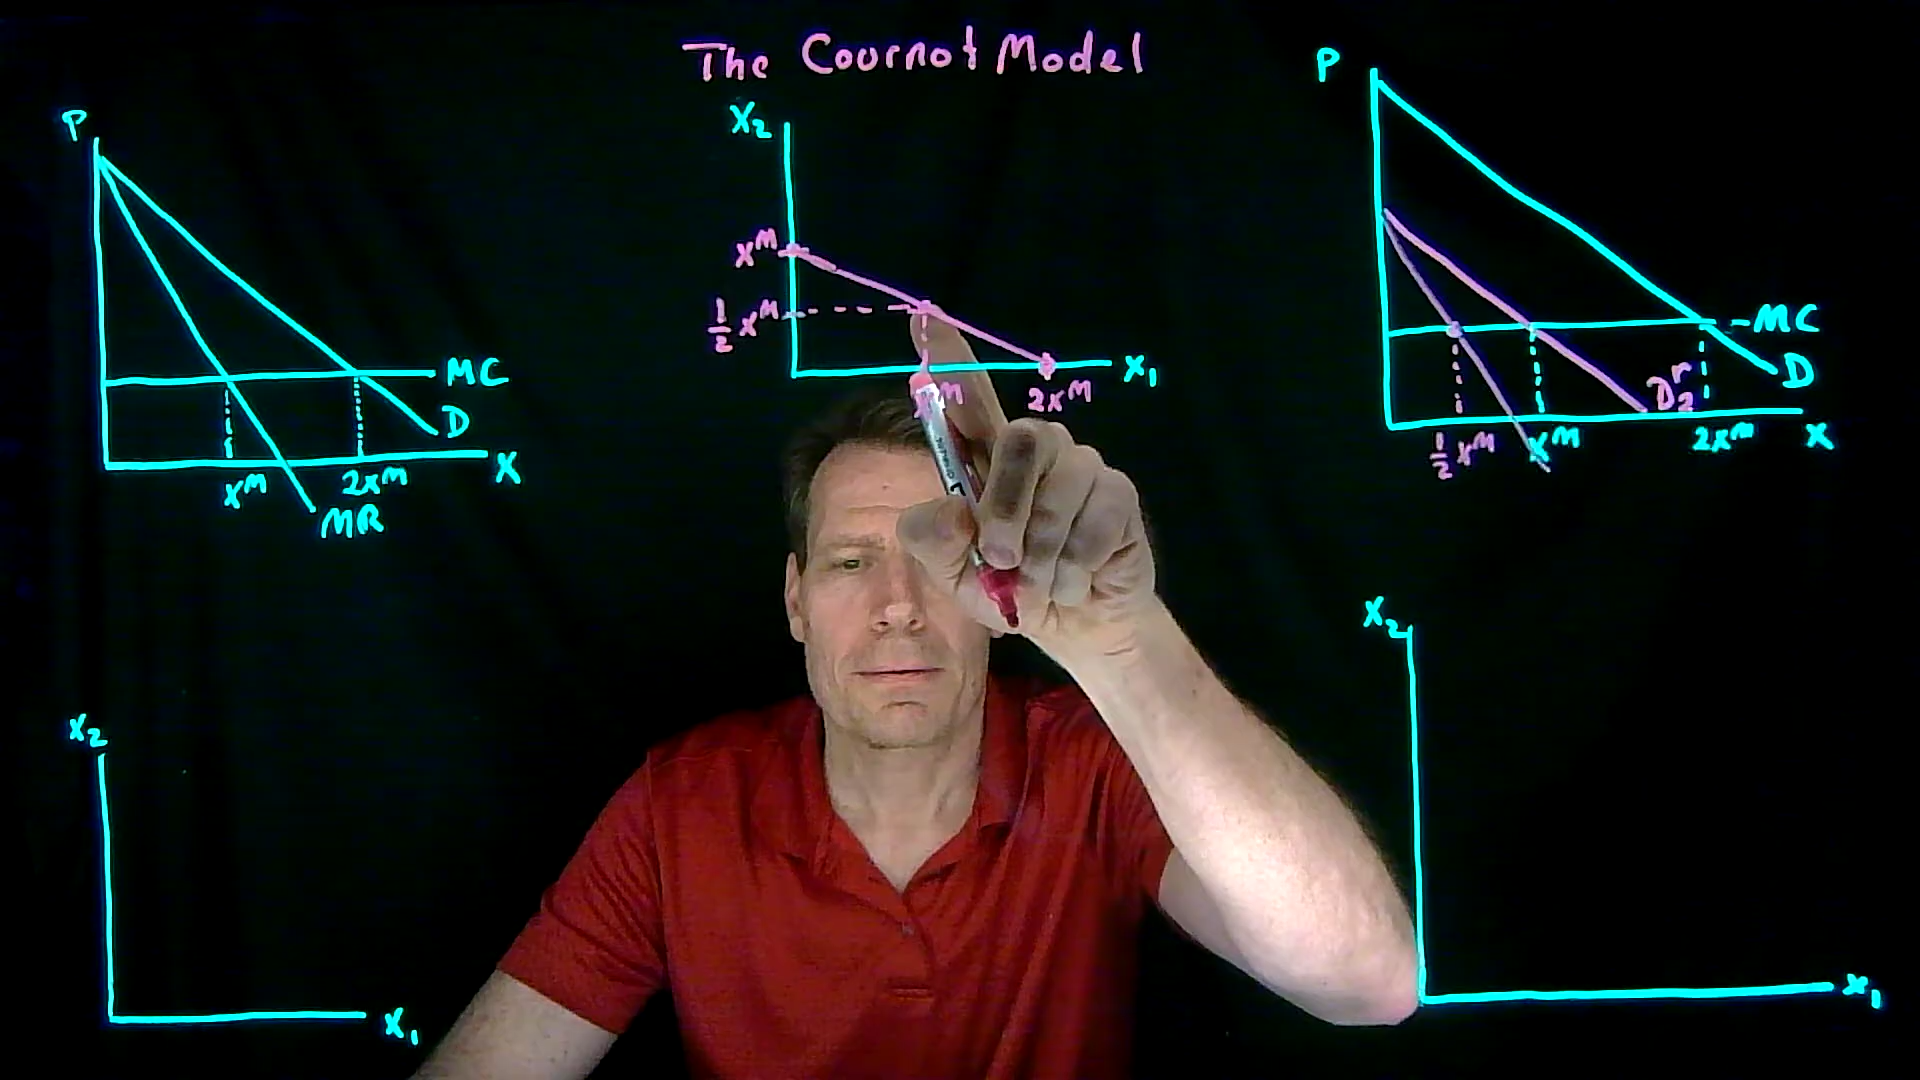 The Cournot Model
P
MC
D
X
x^M
2x^M
MR
X₂
x^M
½ x^M
X₁
2x^M
P
MC
D
D₂^r
½ x^M
x^M
2x^M
X
X₂
X₁
X₂
X₁